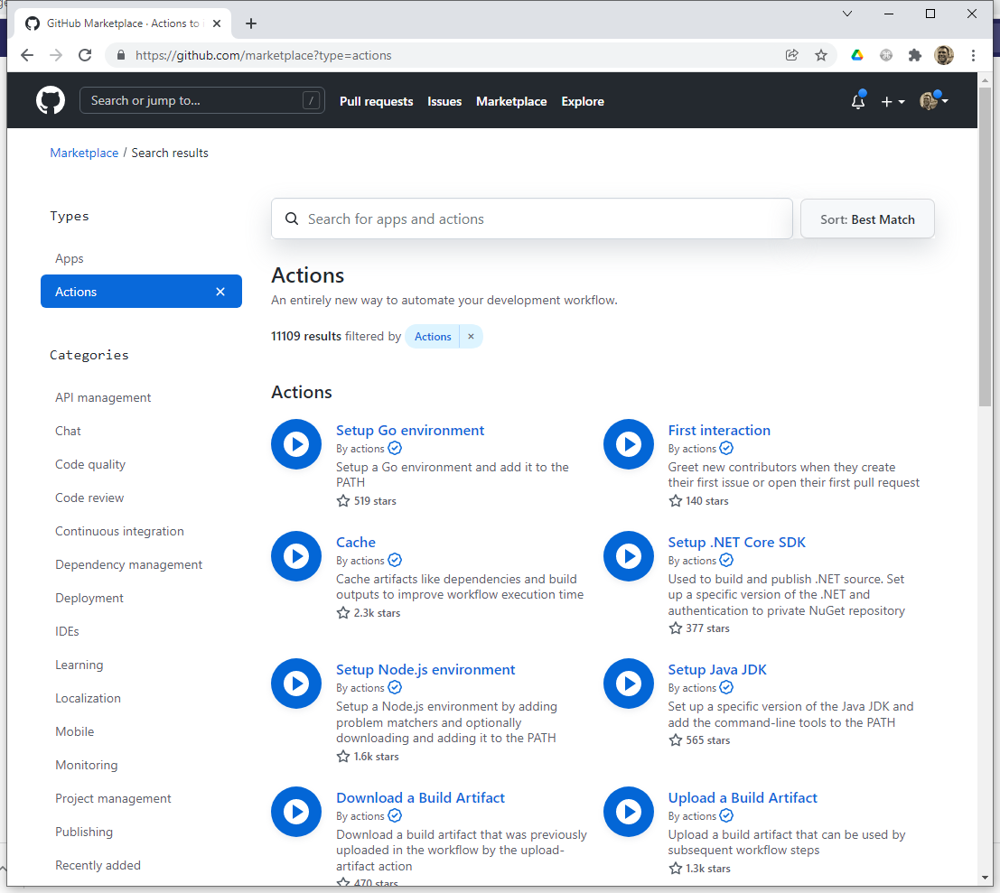 GitHub Marketplace · Actions to
https://github.com/marketplace?type=actions
Search or jump to...
/
Pull requests
Issues
Marketplace
Explore
Marketplace / Search results
Types
Apps
Actions
Categories
API management
Chat
Code quality
Code review
Continuous integration
Dependency management
Deployment
IDEs
Learning
Localization
Mobile
Monitoring
Project management
Publishing
Recently added
Search for apps and actions
Sort: Best Match
Actions
An entirely new way to automate your development workflow.
11109 results filtered by Actions ×
Actions
Setup Go environment
By actions
Setup a Go environment and add it to the
PATH
519 stars
First interaction
By actions
Greet new contributors when they create
their first issue or open their first pull request
140 stars
Cache
By actions
Cache artifacts like dependencies and build
outputs to improve workflow execution time
2.3k stars
Setup .NET Core SDK
By actions
Used to build and publish .NET source. Set
up a specific version of the .NET and
authentication to private NuGet repository
377 stars
Setup Node.js environment
By actions
Setup a Node.js environment by adding
problem matchers and optionally
downloading and adding it to the PATH
1.6k stars
Setup Java JDK
By actions
Set up a specific version of the Java JDK and
add the command-line tools to the PATH
565 stars
Download a Build Artifact
By actions
Download a build artifact that was previously
uploaded in the workflow by the upload-
artifact action
470 stars
Upload a Build Artifact
By actions
Upload a build artifact that can be used by
subsequent workflow steps
1.3k stars